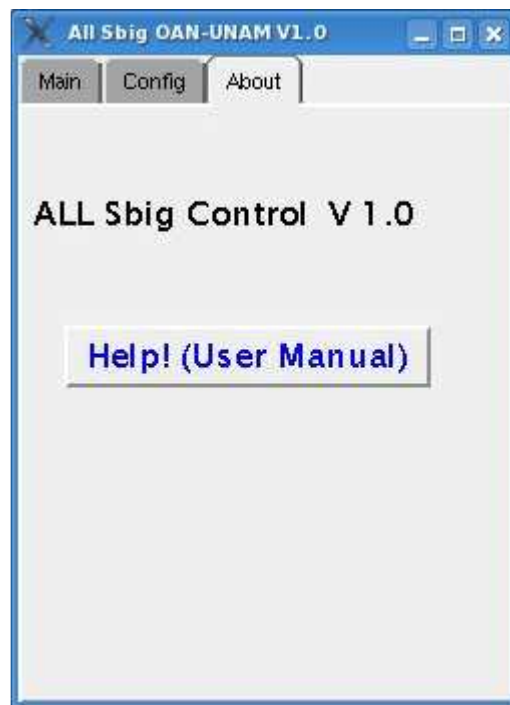 All Sbig OAN-UNAM V1.0
Main Config About
ALL Sbig Control V 1.0
Help! (User Manual)